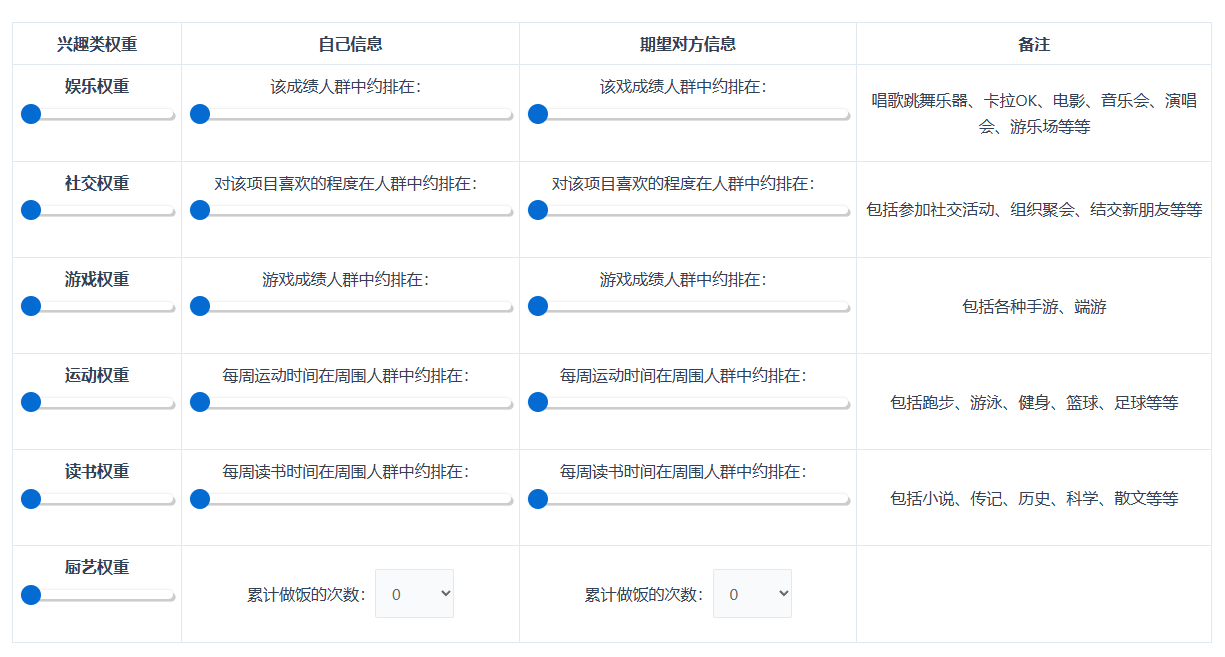 兴趣类权重 自己信息 期望对方信息 备注
娱乐权重 该成绩人群中约排在： 该戏成绩人群中约排在：
唱歌跳舞乐器、卡拉OK、电影、音乐会、演唱
会、游乐场等等
社交权重 对该项目喜欢的程度在人群中约排在： 对该项目喜欢的程度在人群中约排在：
包括参加社交活动、组织聚会、结交新朋友等等
游戏权重 游戏成绩人群中约排在： 游戏成绩人群中约排在：
包括各种手游、端游
运动权重 每周运动时间在周围人群中约排在： 每周运动时间在周围人群中约排在：
包括跑步、游泳、健身、篮球、足球等等
读书权重 每周读书时间在周围人群中约排在： 每周读书时间在周围人群中约排在：
包括小说、传记、历史、科学、散文等等
厨艺权重
累计做饭的次数： 0 累计做饭的次数： 0